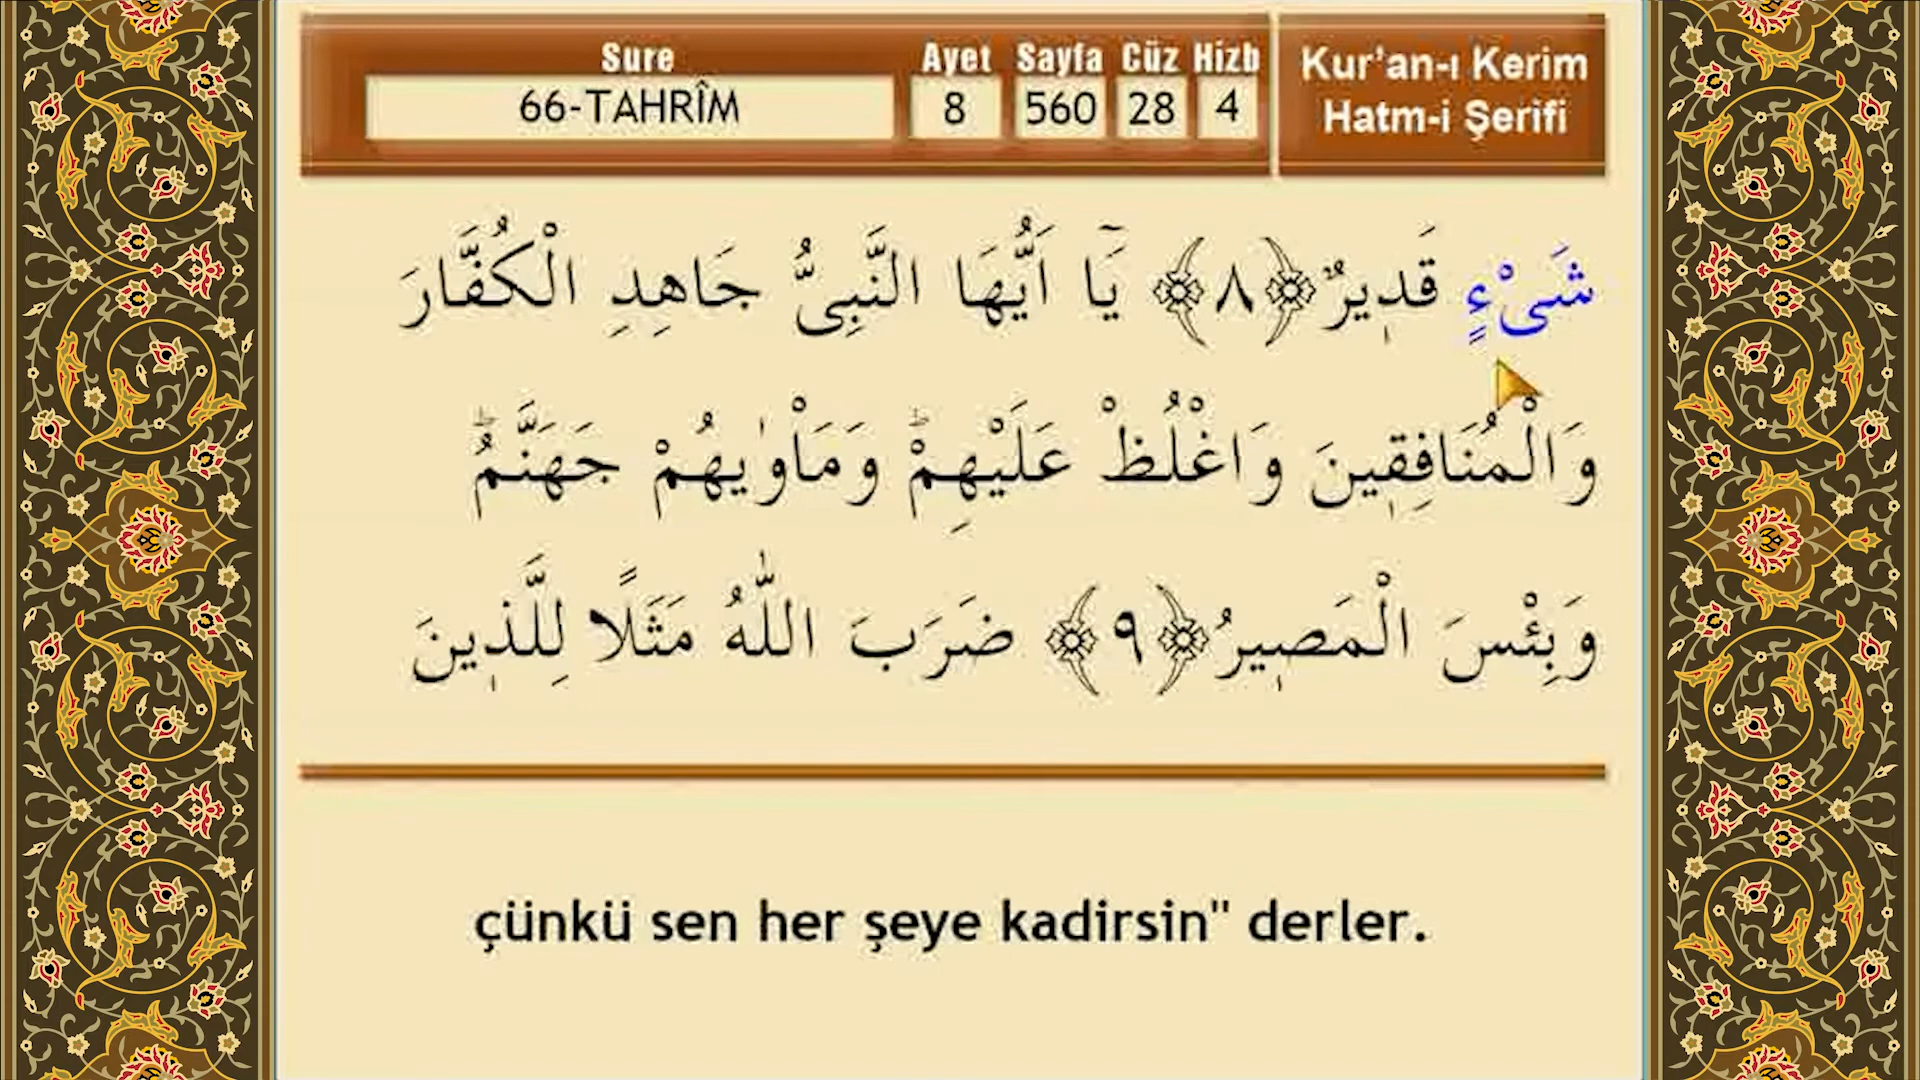 Sure Ayet Sayfa Cüz Hizb
66-TAHRÎM 8 560 28 4
Kur'an-ı Kerim
Hatm-i Şerifi
شَیْءٍ قَدٖيرٌ ﴿٨﴾ يَٓا اَيُّهَا النَّبِىُّ جَاهِدِ الْكُفَّارَ
وَالْمُنَافِقٖينَ وَاغْلُظْ عَلَيْهِمْؕ وَمَاْوٰيهُمْ جَهَنَّمُؕ
وَبِئْسَ الْمَصٖيرُ ﴿٩﴾ ضَرَبَ اللّٰهُ مَثَلًا لِلَّذٖينَ
çünkü sen her şeye kadirsin" derler.